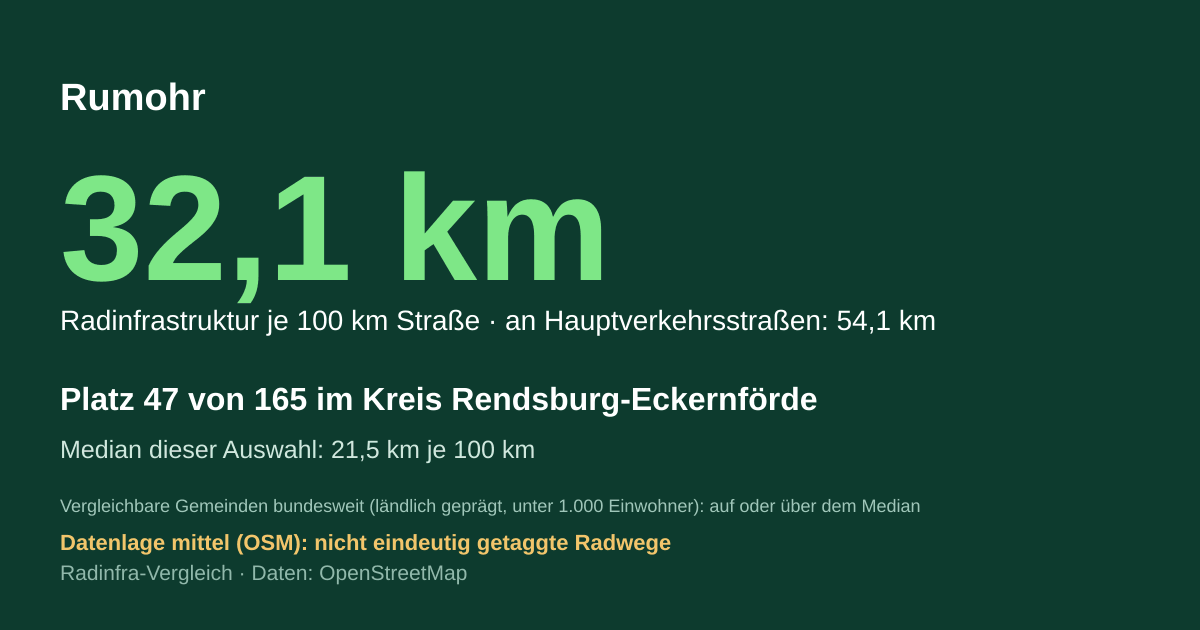 Rumohr
32,1 km
Radinfrastruktur je 100 km Straße · an Hauptverkehrsstraßen: 54,1 km
Platz 47 von 165 im Kreis Rendsburg-Eckernförde
Median dieser Auswahl: 21,5 km je 100 km
Vergleichbare Gemeinden bundesweit (ländlich geprägt, unter 1.000 Einwohner): auf oder über dem Median
Datenlage mittel (OSM): nicht eindeutig getaggte Radwege
Radinfra-Vergleich · Daten: OpenStreetMap